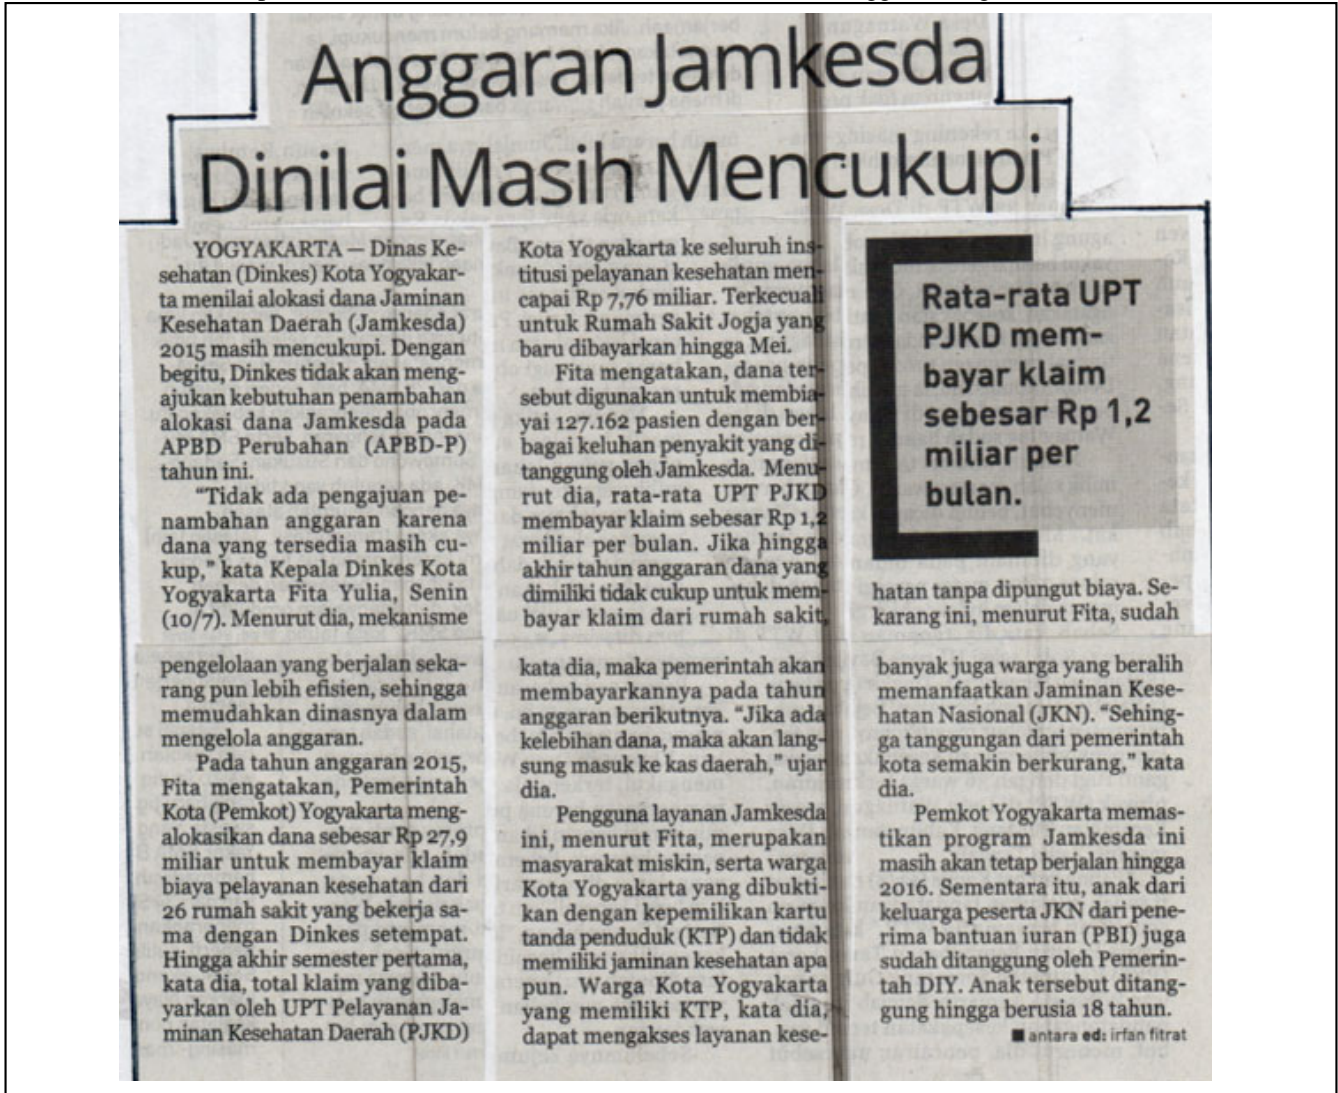 Anggaran Jamkesda
Dinilai Masih Mencukupi
YOGYAKARTA — Dinas Ke-
sehatan (Dinkes) Kota Yogyakar-
ta menilai alokasi dana Jaminan
Kesehatan Daerah (Jamkesda)
2015 masih mencukupi. Dengan
begitu, Dinkes tidak akan meng-
ajukan kebutuhan penambahan
alokasi dana Jamkesda pada
APBD Perubahan (APBD-P)
tahun ini.
“Tidak ada pengajuan pe-
nambahan anggaran karena
dana yang tersedia masih cu-
kup,” kata Kepala Dinkes Kota
Yogyakarta Fita Yulia, Senin
(10/7). Menurut dia, mekanisme
pengelolaan yang berjalan seka-
rang pun lebih efisien, sehingga
memudahkan dinasnya dalam
mengelola anggaran.
Pada tahun anggaran 2015,
Fita mengatakan, Pemerintah
Kota (Pemkot) Yogyakarta meng-
alokasikan dana sebesar Rp 27,9
miliar untuk membayar klaim
biaya pelayanan kesehatan dari
26 rumah sakit yang bekerja sa-
ma dengan Dinkes setempat.
Hingga akhir semester pertama,
kata dia, total klaim yang diba-
yarkan oleh UPT Pelayanan Ja-
minan Kesehatan Daerah (PJKD)
Kota Yogyakarta ke seluruh ins-
titusi pelayanan kesehatan men-
capai Rp 7,76 miliar. Terkecuali
untuk Rumah Sakit Jogja yang
baru dibayarkan hingga Mei.
Fita mengatakan, dana ter-
sebut digunakan untuk membia-
yai 127.162 pasien dengan ber-
bagai keluhan penyakit yang di-
tanggung oleh Jamkesda. Menu-
rut dia, rata-rata UPT PJKD
membayar klaim sebesar Rp 1,2
miliar per bulan. Jika hingga
akhir tahun anggaran dana yang
dimiliki tidak cukup untuk mem-
bayar klaim dari rumah sakit,
kata dia, maka pemerintah akan
membayarkannya pada tahun
anggaran berikutnya. “Jika ada
kelebihan dana, maka akan lang-
sung masuk ke kas daerah,” ujar
dia.
Pengguna layanan Jamkesda
ini, menurut Fita, merupakan
masyarakat miskin, serta warga
Kota Yogyakarta yang dibukti-
kan dengan kepemilikan kartu
tanda penduduk (KTP) dan tidak
memiliki jaminan kesehatan apa
pun. Warga Kota Yogyakarta
yang memiliki KTP, kata dia,
dapat mengakses layanan kese-
Rata-rata UPT
PJKD mem-
bayar klaim
sebesar Rp 1,2
miliar per
bulan.
hatan tanpa dipungut biaya. Se-
karang ini, menurut Fita, sudah
banyak juga warga yang beralih
memanfaatkan Jaminan Kese-
hatan Nasional (JKN). “Sehing-
ga tanggungan dari pemerintah
kota semakin berkurang,” kata
dia.
Pemkot Yogyakarta memas-
tikan program Jamkesda ini
masih akan tetap berjalan hingga
2016. Sementara itu, anak dari
keluarga peserta JKN dari pene-
rima bantuan iuran (PBI) juga
sudah ditanggung oleh Pemerin-
tah DIY. Anak tersebut ditang-
gung hingga berusia 18 tahun.
■ antara ed: irfan fitrat